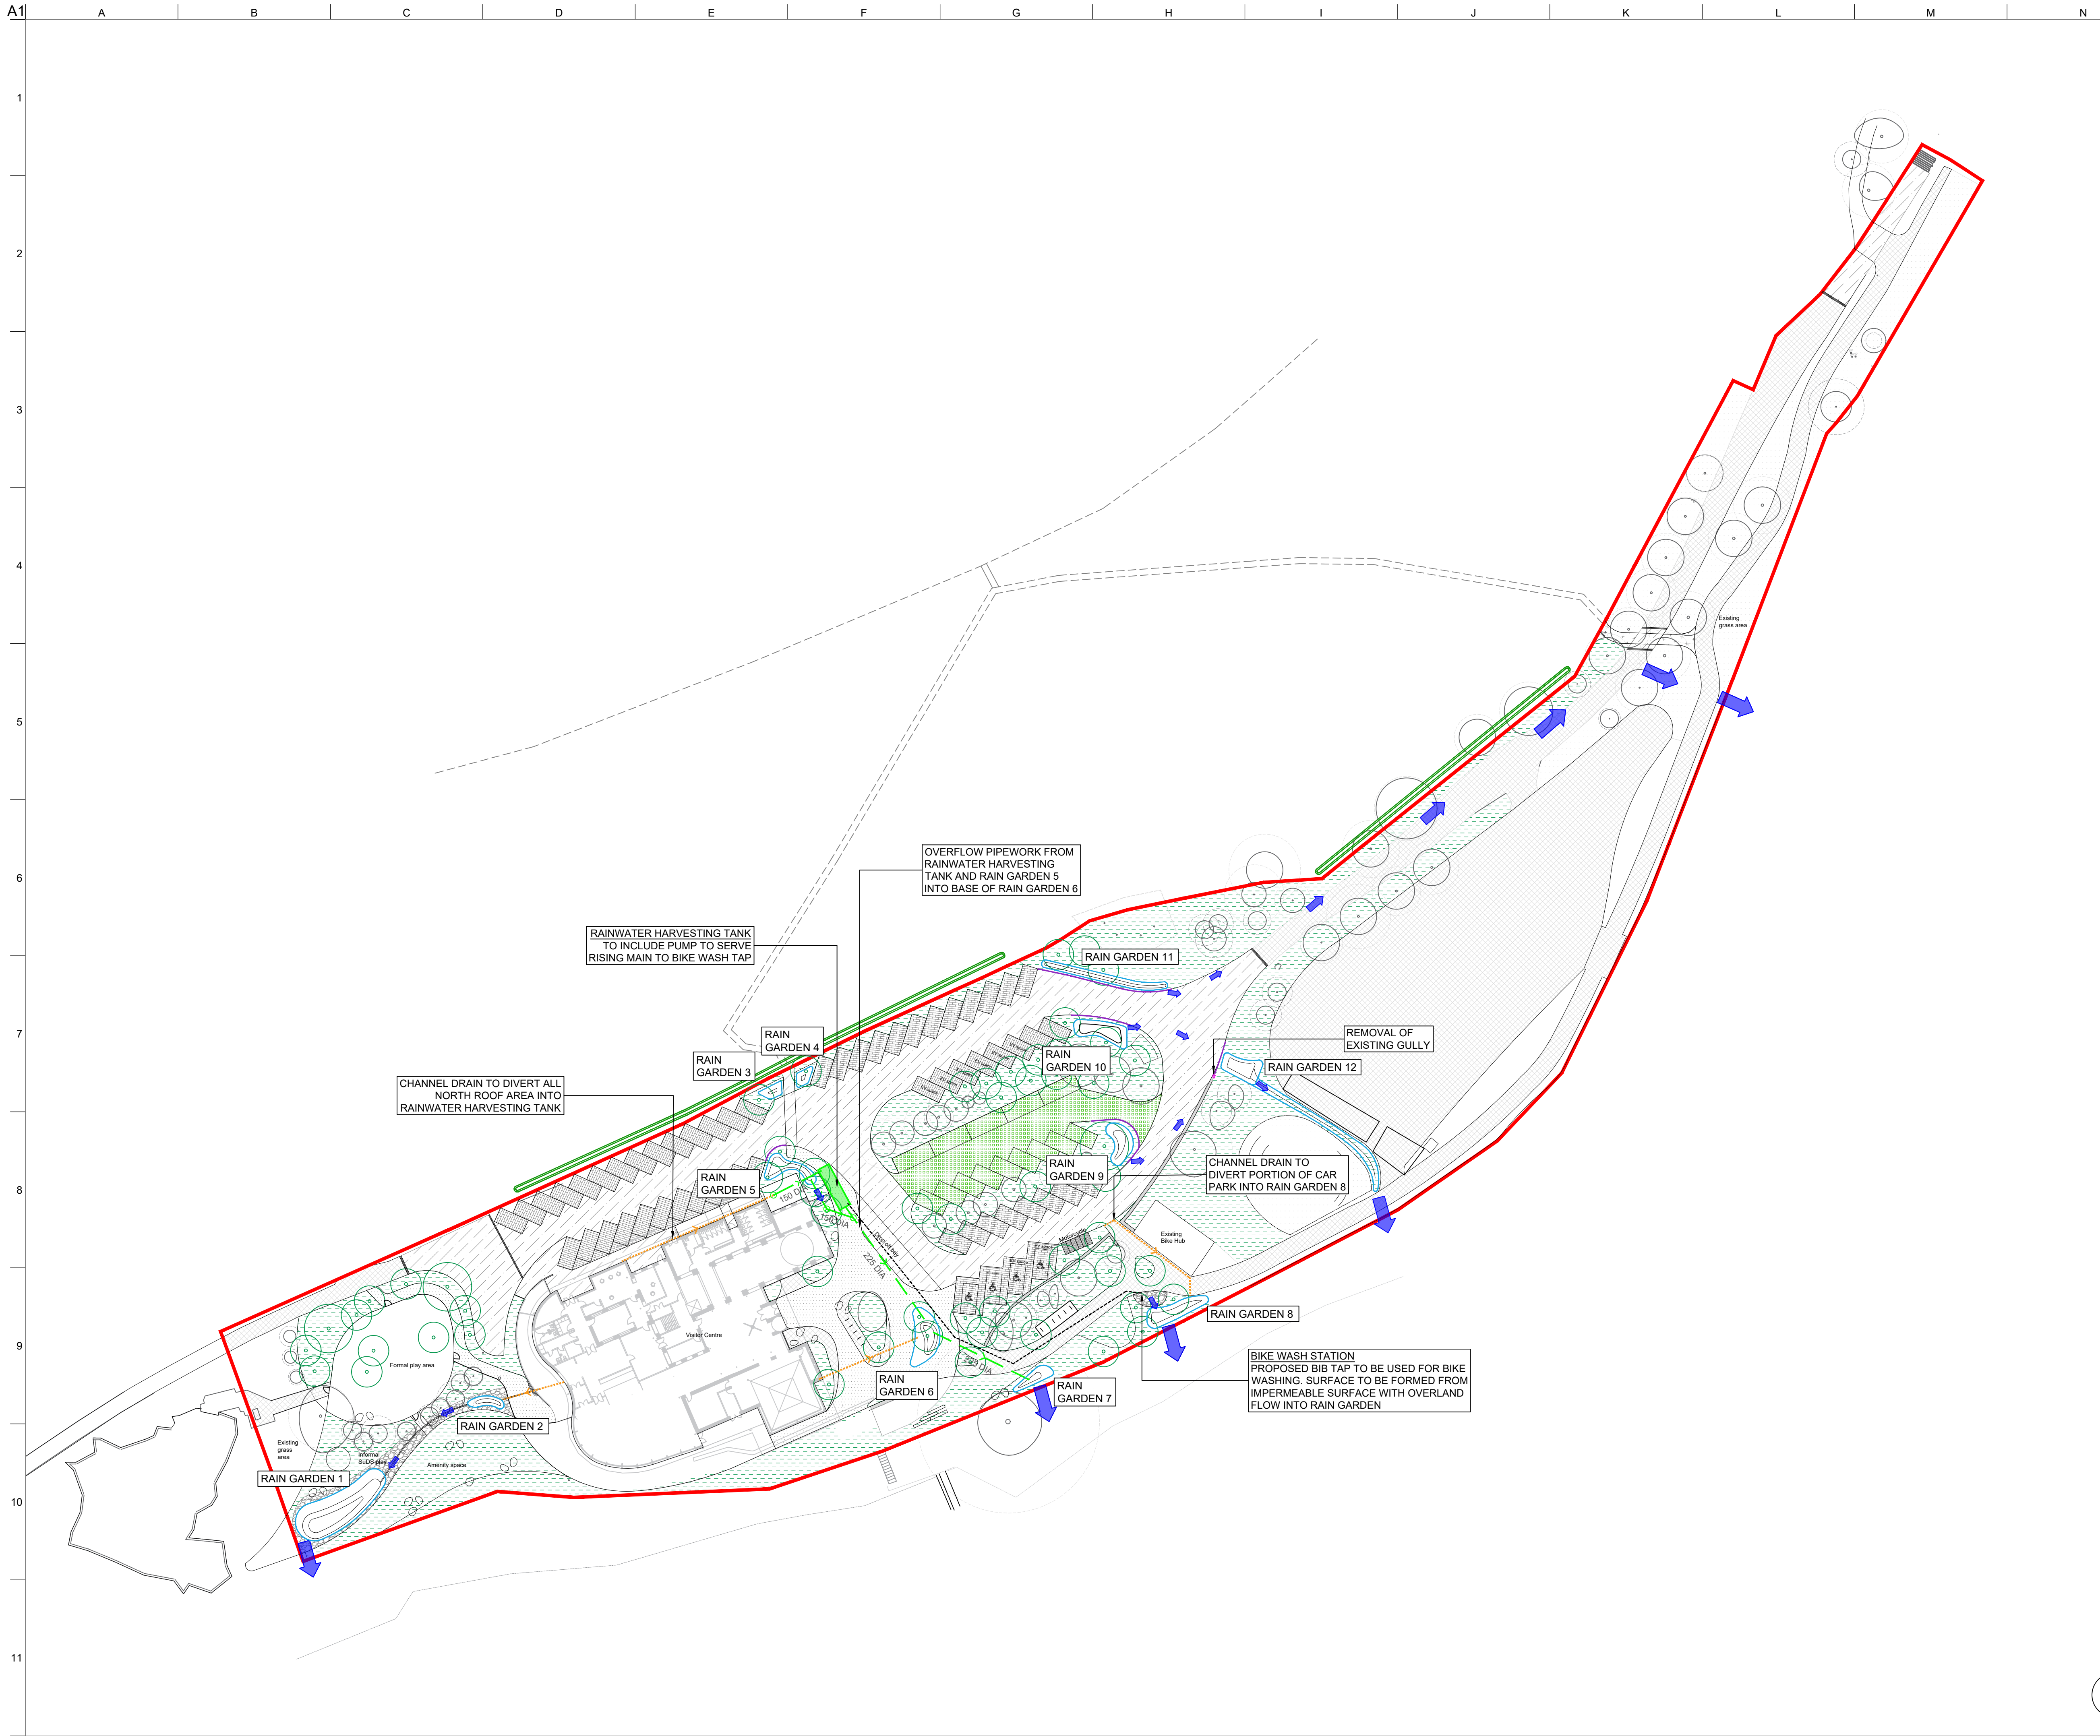 A1
A B C D E F G H I J K L M N
1
2
3
4
Existing
grass area
5
6
OVERFLOW PIPEWORK FROM
RAINWATER HARVESTING
TANK AND RAIN GARDEN 5
INTO BASE OF RAIN GARDEN 6
RAINWATER HARVESTING TANK
TO INCLUDE PUMP TO SERVE
RISING MAIN TO BIKE WASH TAP
RAIN GARDEN 11
7
RAIN
GARDEN 4
RAIN
GARDEN 3
RAIN
GARDEN 10
REMOVAL OF
EXISTING GULLY
RAIN GARDEN 12
CHANNEL DRAIN TO DIVERT ALL
NORTH ROOF AREA INTO
RAINWATER HARVESTING TANK
8
RAIN
GARDEN 5
150 DIA
150 DIA
RAIN
GARDEN 9
CHANNEL DRAIN TO
DIVERT PORTION OF CAR
PARK INTO RAIN GARDEN 8
Drop off bay
225 DIA
Motorcycle
Existing
Bike Hub
RAIN GARDEN 8
9
Visitor Centre
Formal play area
225 DIA
RAIN
GARDEN 6
RAIN
GARDEN 7
BIKE WASH STATION
PROPOSED BIB TAP TO BE USED FOR BIKE
WASHING. SURFACE TO BE FORMED FROM
IMPERMEABLE SURFACE WITH OVERLAND
FLOW INTO RAIN GARDEN
RAIN GARDEN 2
Existing
grass
area
Informal
SuDS play
Amenity space
RAIN GARDEN 1
10
11